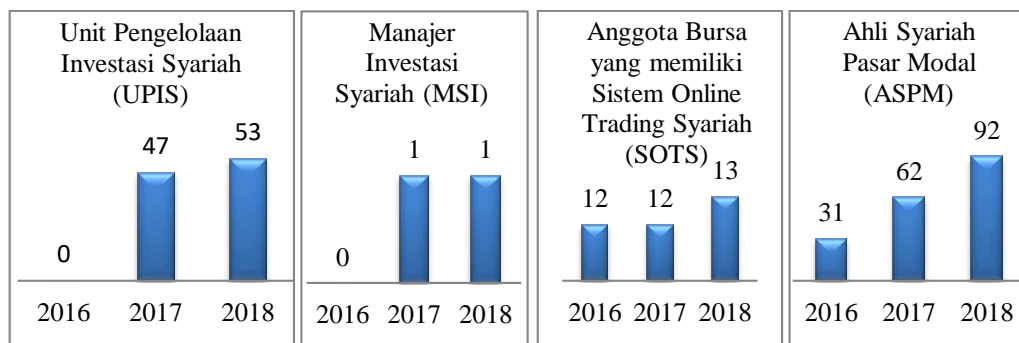 Unit Pengelolaan
Investasi Syariah
(UPIS)
0
47
53
2016 2017 2018
Manajer
Investasi
Syariah (MSI)
0
1
1
2016 2017 2018
Anggota Bursa
yang memiliki
Sistem Online
Trading Syariah
(SOTS)
12
12
13
2016 2017 2018
Ahli Syariah
Pasar Modal
(ASPM)
31
62
92
2016 2017 2018